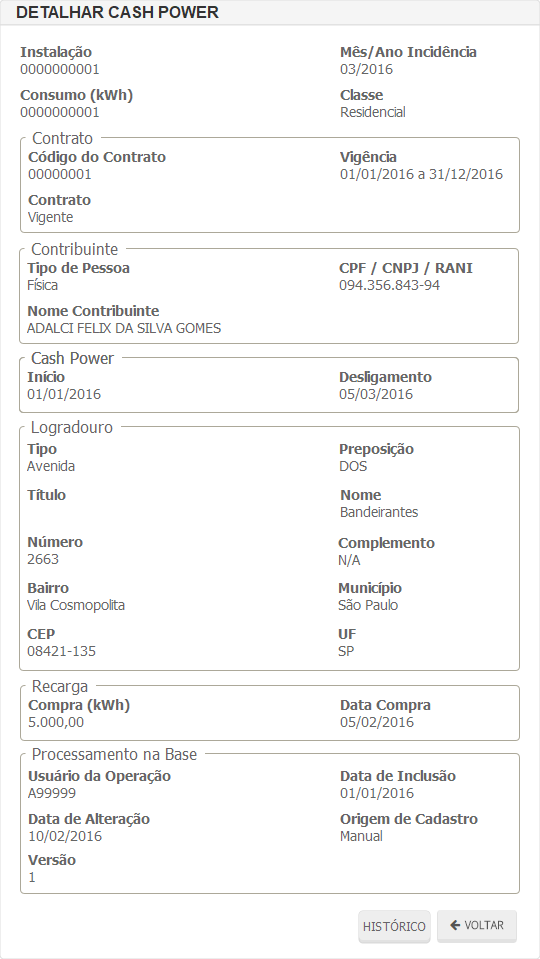 DETALHAR CASH POWER
Instalação Mês/Ano Incidência
0000000001 03/2016
Consumo (kWh) Classe
0000000001 Residencial
Contrato
Código do Contrato Vigência
00000001 01/01/2016 a 31/12/2016
Contrato
Vigente
Contribuinte
Tipo de Pessoa CPF / CNPJ / RANI
Física 094.356.843-94
Nome Contribuinte
ADALCI FELIX DA SILVA GOMES
Cash Power
Início Desligamento
01/01/2016 05/03/2016
Logradouro
Tipo Preposição
Avenida DOS
Título Nome
Bandeirantes
Número Complemento
2663 N/A
Bairro Município
Vila Cosmopolita São Paulo
CEP UF
08421-135 SP
Recarga
Compra (kWh) Data Compra
5.000,00 05/02/2016
Processamento na Base
Usuário da Operação Data de Inclusão
A99999 01/01/2016
Data de Alteração Origem de Cadastro
10/02/2016 Manual
Versão
1
HISTÓRICO VOLTAR